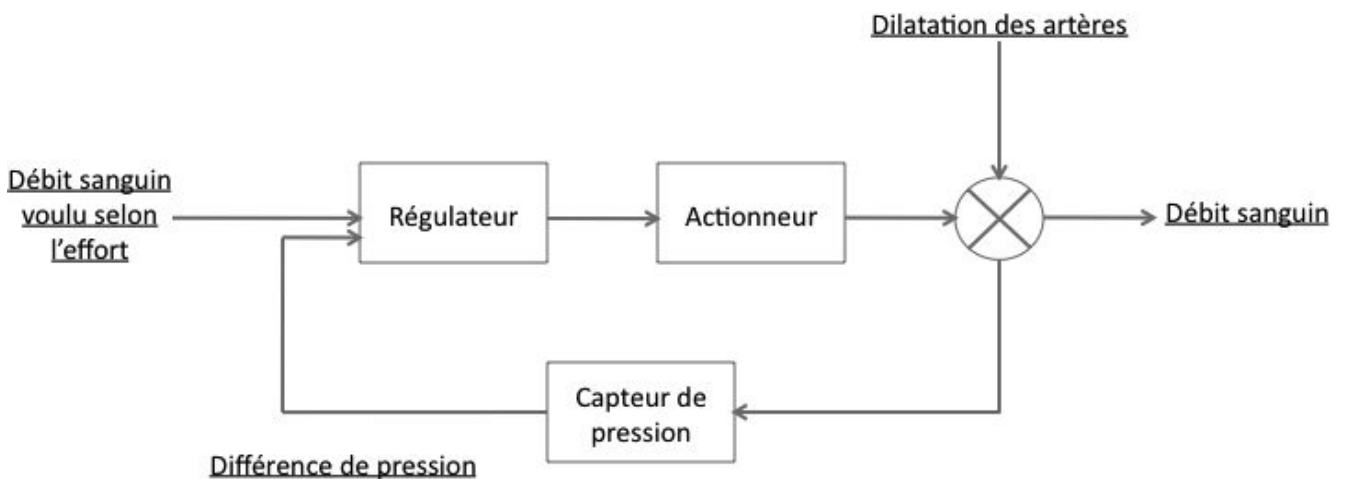 Dilatation des artères
Débit sanguin
voulu selon
l'effort
Régulateur
Actionneur
Débit sanguin
Capteur de
pression
Différence de pression